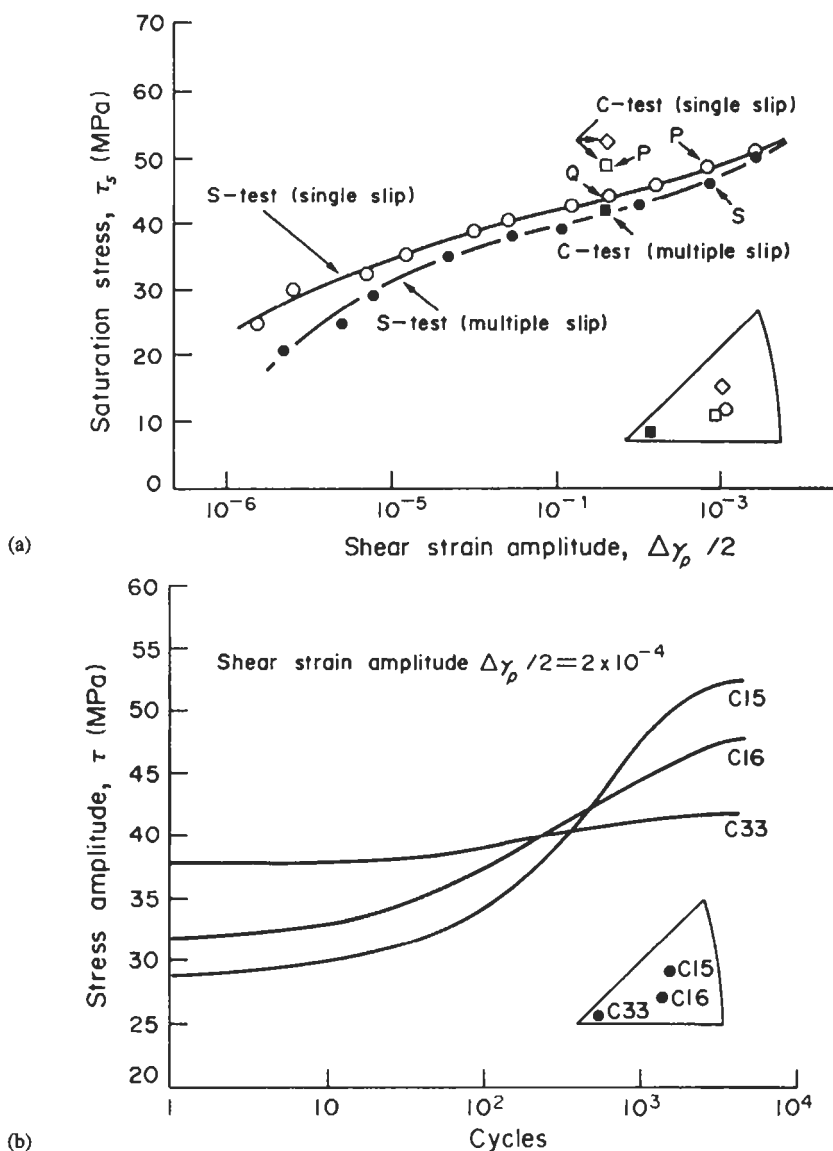 70
60
50
40
30
20
10
0
Saturation stress, τs (MPa)
C-test (single slip)
P
P
Q
S-test (single slip)
S
C-test (multiple slip)
S-test (multiple slip)
10⁻⁶
10⁻⁵
10⁻¹
10⁻³
(a)
Shear strain amplitude, Δγp/2
60
55
50
45
40
35
30
25
20
Stress amplitude, τ (MPa)
Shear strain amplitude Δγp/2=2x10⁻⁴
C15
C16
C33
C15
C16
C33
1
10
10²
10³
10⁴
(b)
Cycles